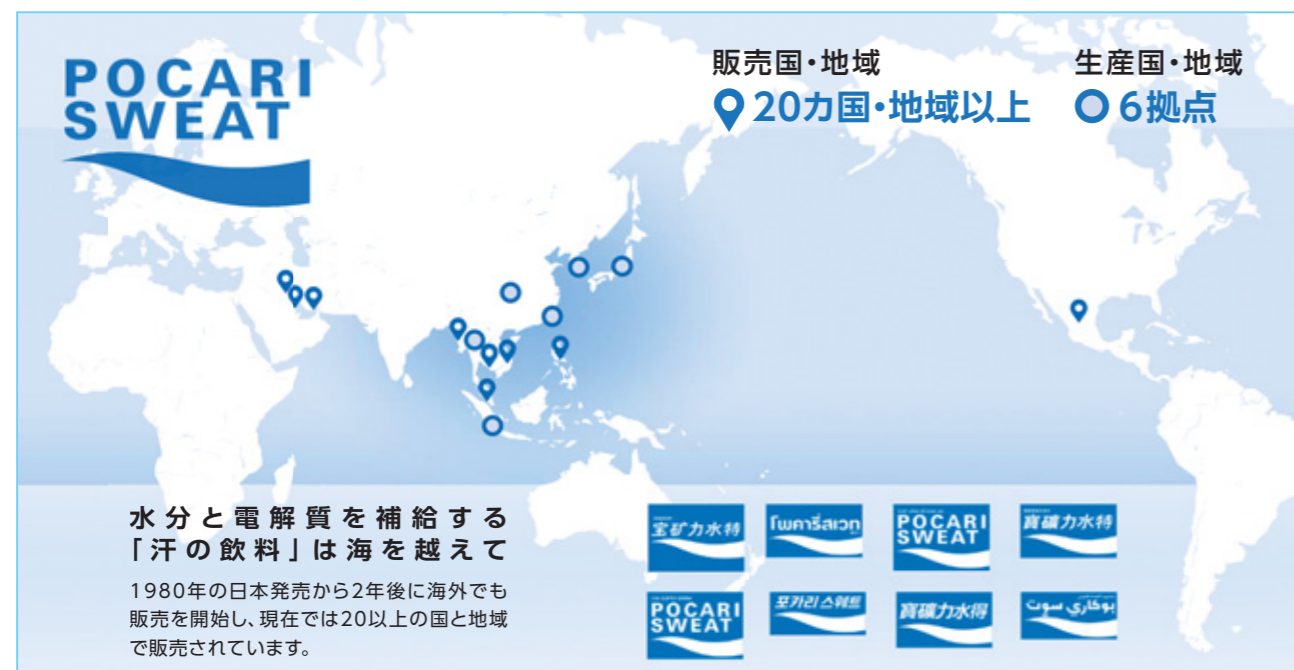 POCARI
SWEAT
販売国・地域
20カ国・地域以上
生産国・地域
6拠点
水分と電解質を補給する
「汗の飲料」は海を越えて
1980年の日本発売から2年後に海外でも
販売を開始し、現在では20以上の国と地域
で販売されています。
宝矿力水特
โพคารีสเวท
POCARI
SWEAT
寶礦力水特
POCARI
SWEAT
포카리스웨트
寶礦力水得
بوكاري سويت